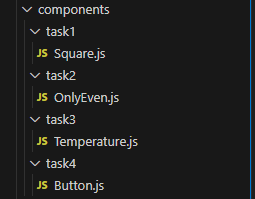 components
task1
JS Square.js
task2
JS OnlyEven.js
task3
JS Temperature.js
task4
JS Button.js